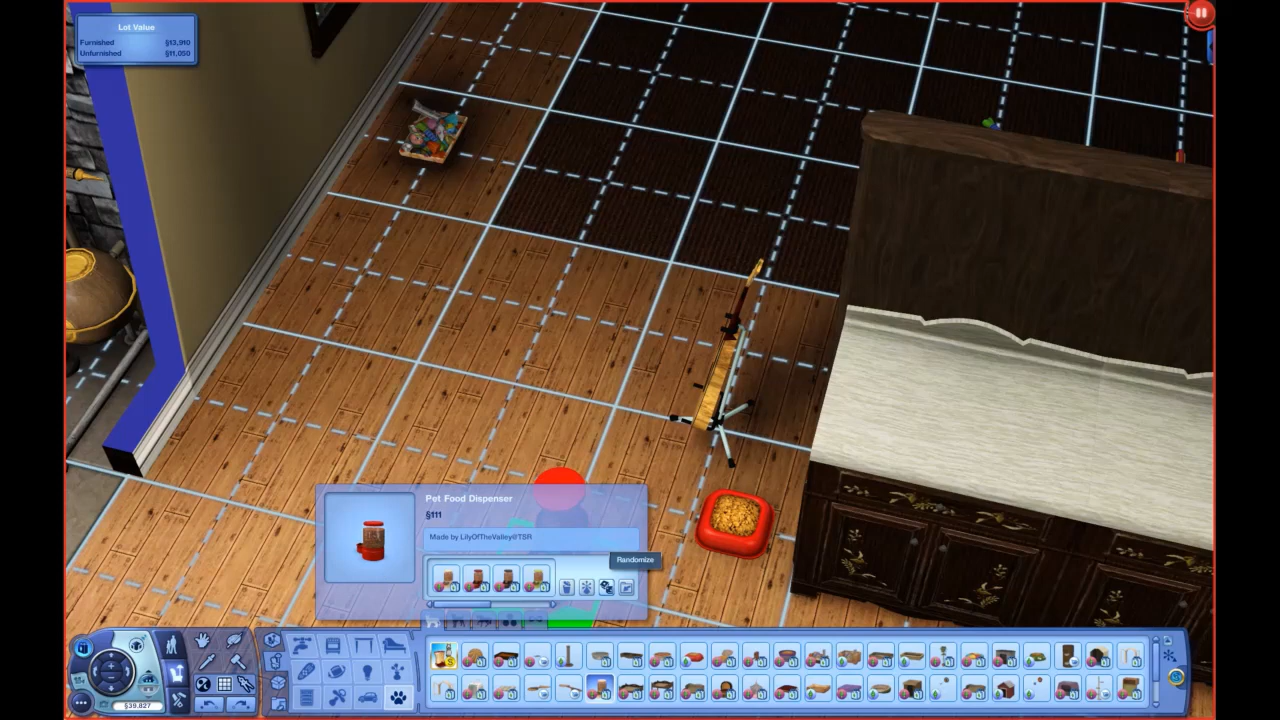 Lot Value
Furnished §13,910
Unfurnished §11,050
Pet Food Dispenser
§111
Made by LilyOfTheValley@TSR
Randomize
§39,827